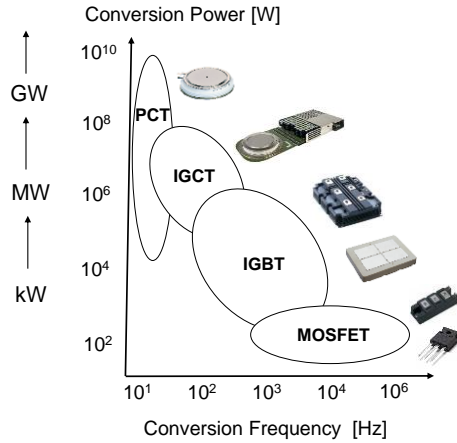 Conversion Power [W]
10¹⁰
GW
PCT
10⁸
IGCT
MW
10⁶
IGBT
10⁴
kW
MOSFET
10²
10¹ 10² 10³ 10⁴ 10⁶
Conversion Frequency [Hz]